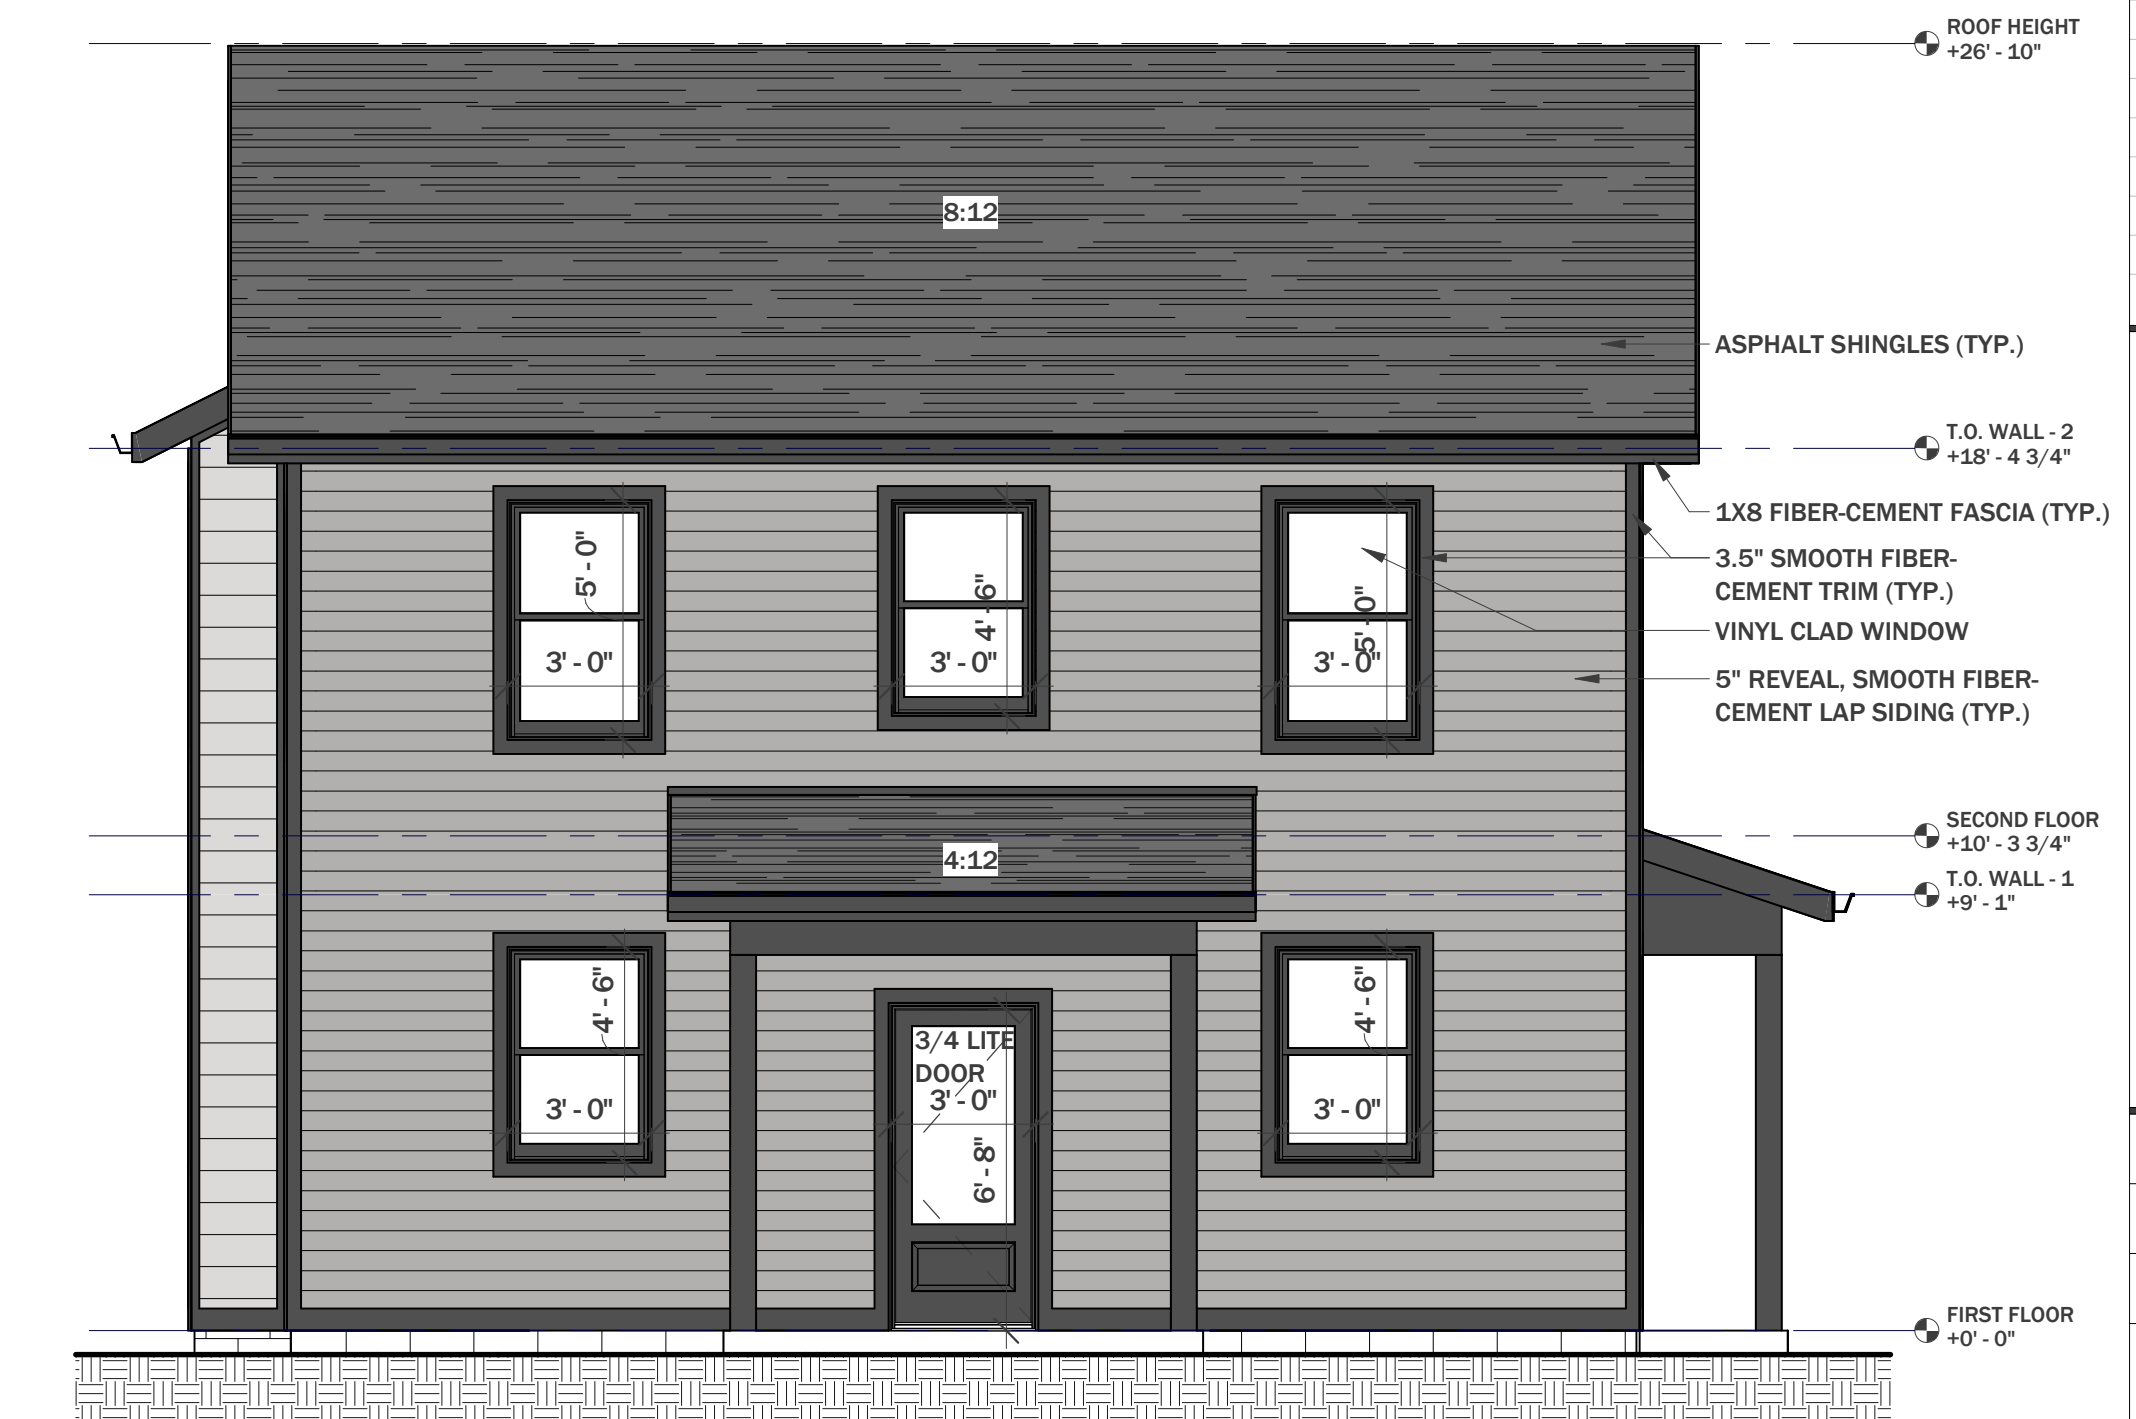 ROOF HEIGHT
+26' - 10"
8:12
ASPHALT SHINGLES (TYP.)
T.O. WALL - 2
+18' - 4 3/4"
1X8 FIBER-CEMENT FASCIA (TYP.)
3.5" SMOOTH FIBER-
CEMENT TRIM (TYP.)
VINYL CLAD WINDOW
5" REVEAL, SMOOTH FIBER-
CEMENT LAP SIDING (TYP.)
5' - 0"
4' - 6"
5' - 0"
3' - 0"
3' - 0"
3' - 0"
SECOND FLOOR
+10' - 3 3/4"
4:12
T.O. WALL - 1
+9' - 1"
4' - 6"
4' - 6"
3/4 LITE
DOOR
3' - 0"
3' - 0"
3' - 0"
6' - 8"
FIRST FLOOR
+0' - 0"